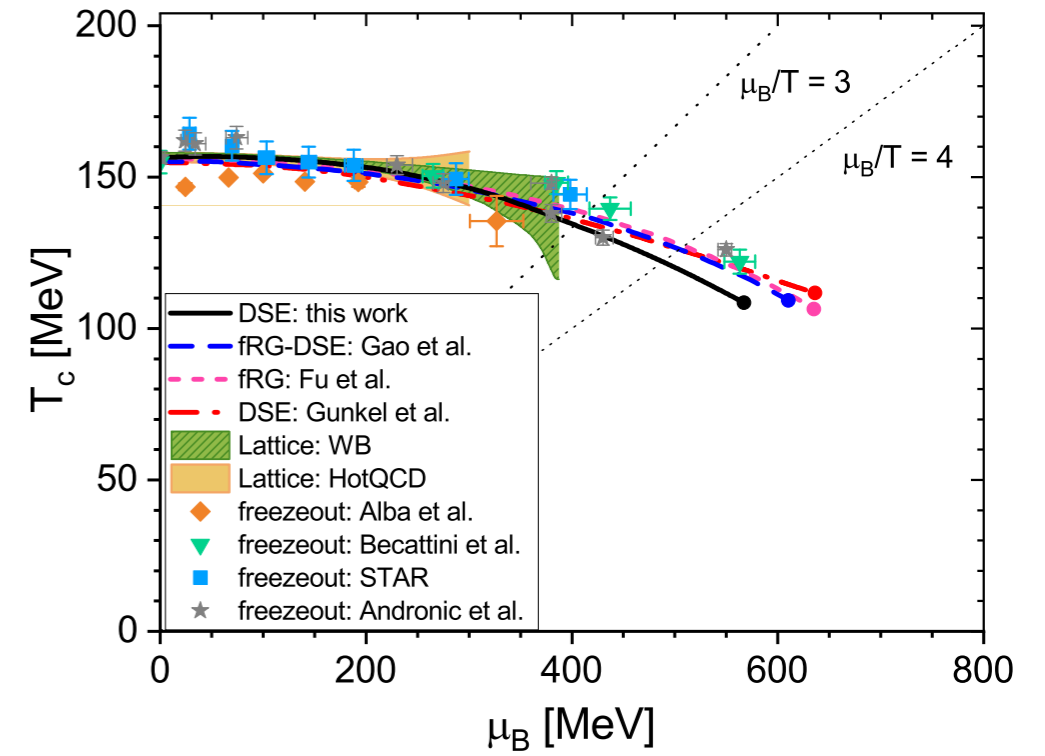 200
150
100
50
0
T_c [MeV]
μ_B/T = 3
μ_B/T = 4
DSE: this work
fRG-DSE: Gao et al.
fRG: Fu et al.
DSE: Gunkel et al.
Lattice: WB
Lattice: HotQCD
freezeout: Alba et al.
freezeout: Becattini et al.
freezeout: STAR
freezeout: Andronic et al.
0 200 400 600 800
μ_B [MeV]